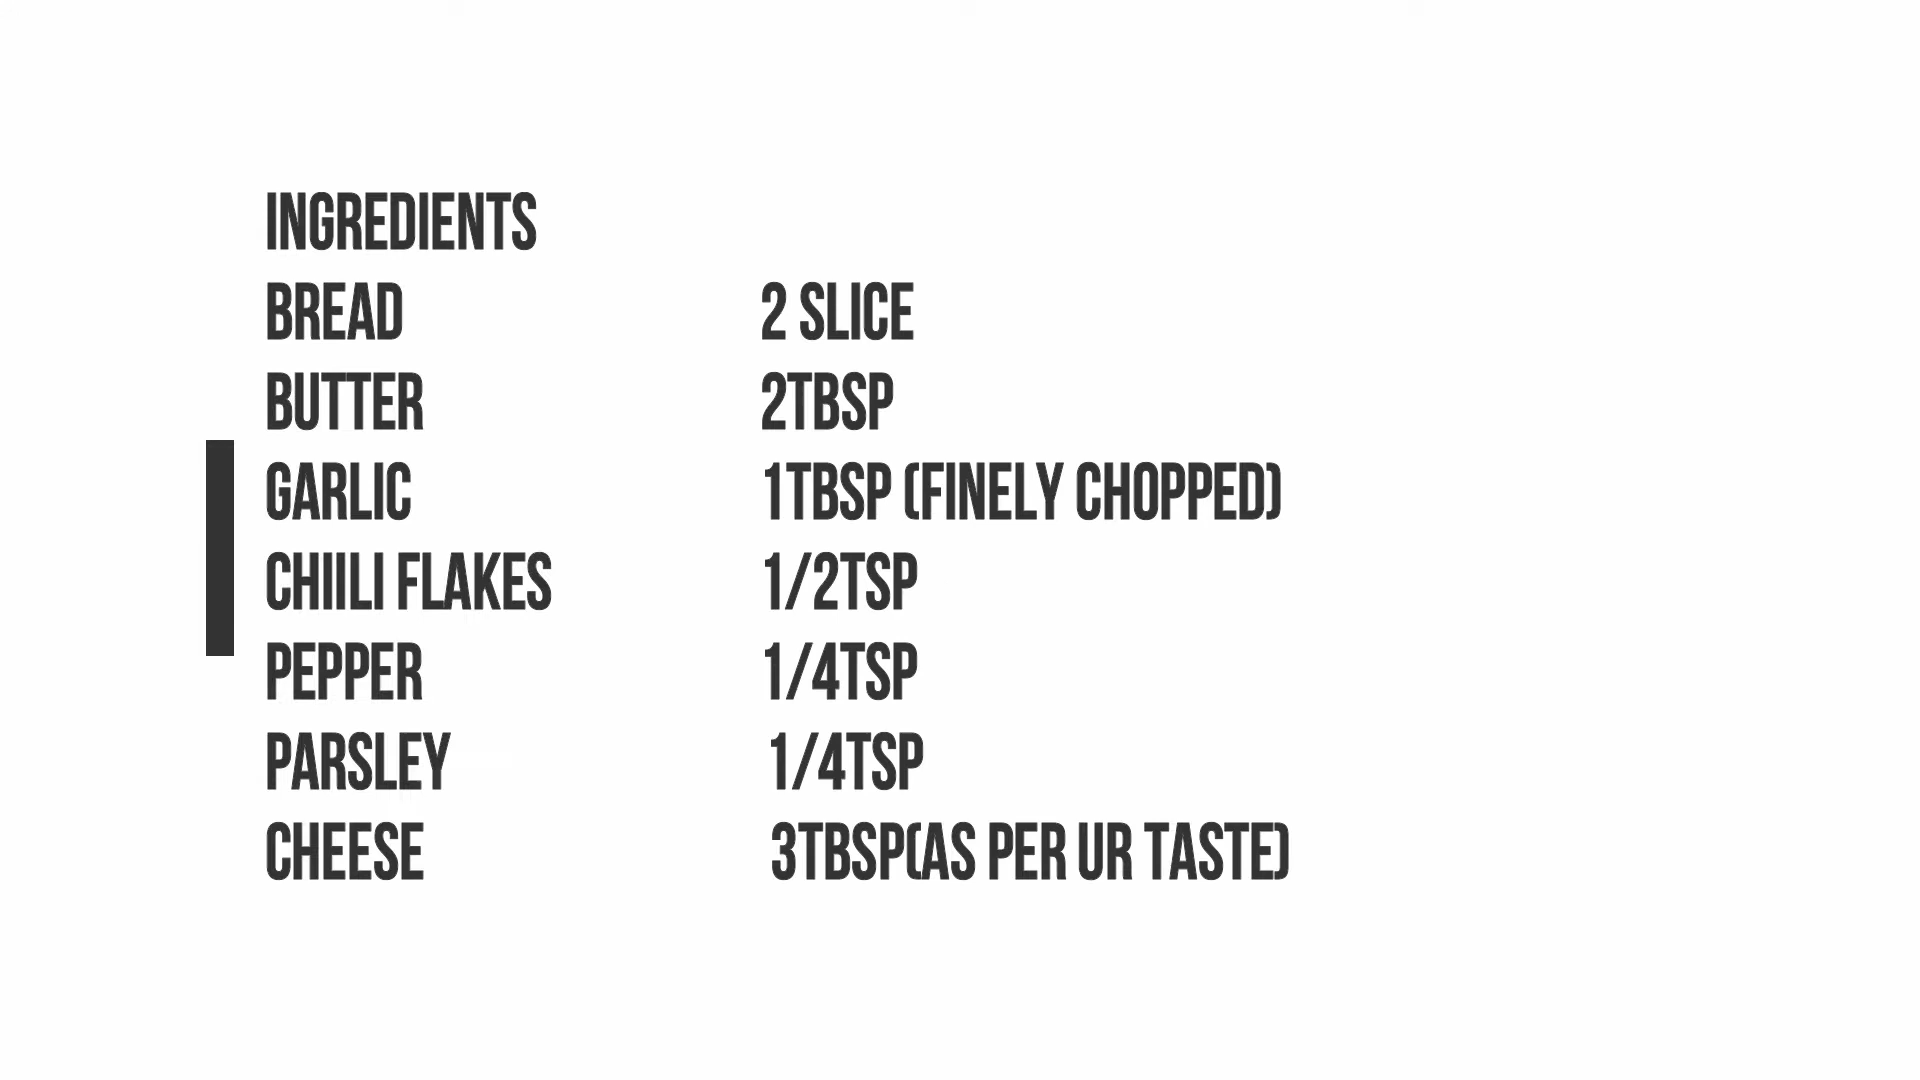 INGREDIENTS
BREAD 2 SLICE
BUTTER 2TBSP
GARLIC 1TBSP (FINELY CHOPPED)
CHIILI FLAKES 1/2TSP
PEPPER 1/4TSP
PARSLEY 1/4TSP
CHEESE 3TBSP(AS PER UR TASTE)